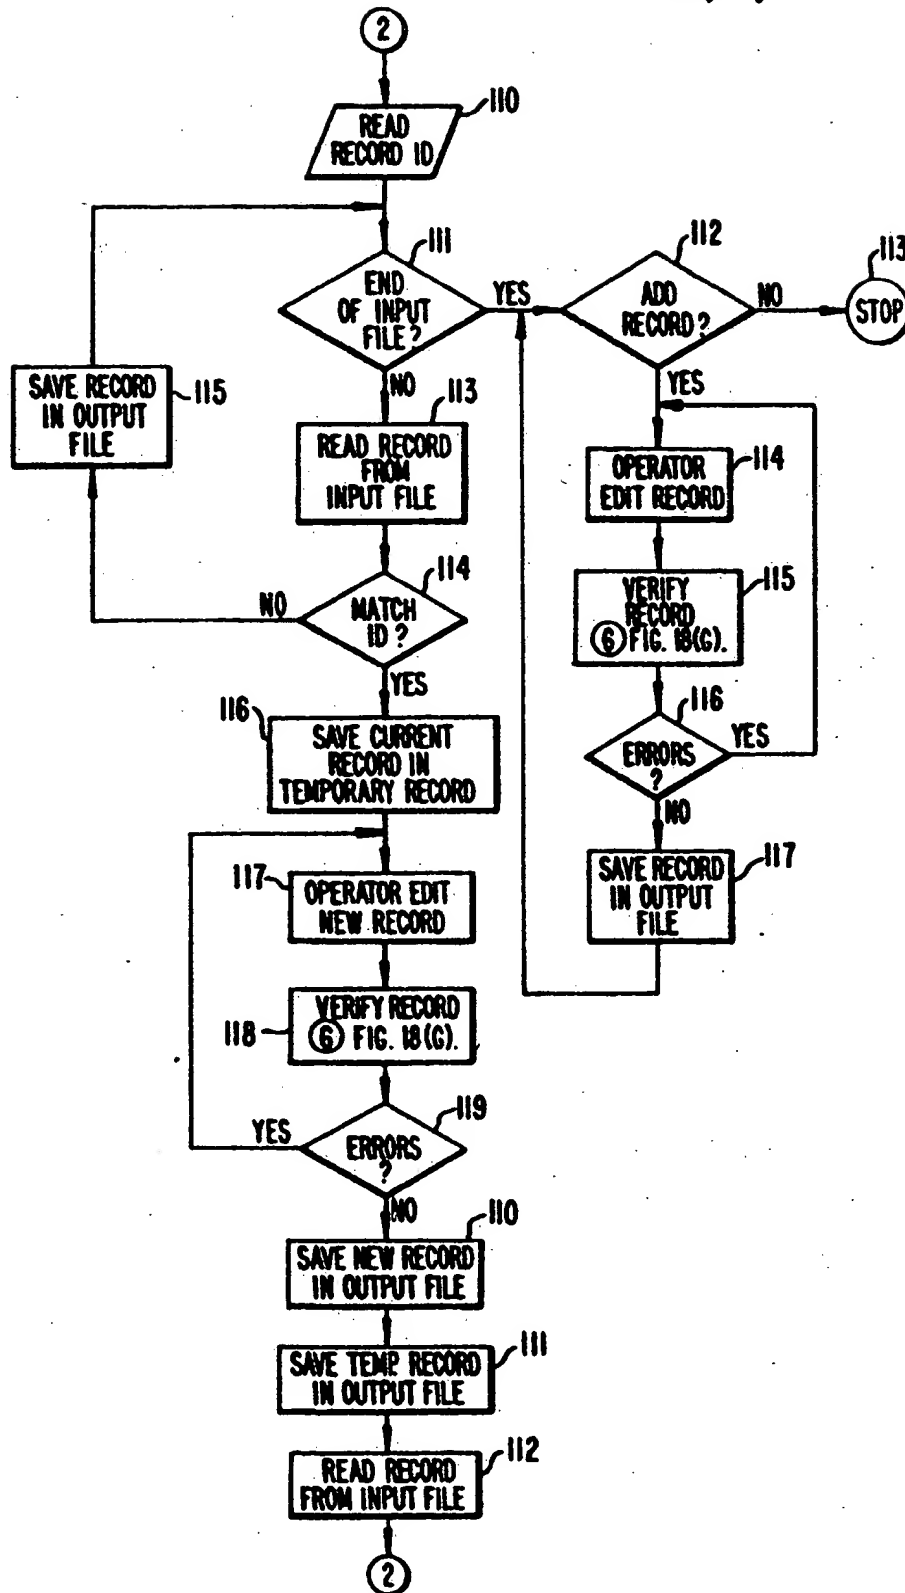 2
110
READ
RECORD ID
111
END
OF INPUT
FILE?
YES
112
ADD
RECORD?
NO
113
STOP
SAVE RECORD
IN OUTPUT
FILE
115
NO
113
READ RECORD
FROM
INPUT FILE
YES
OPERATOR
EDIT RECORD
114
114
MATCH
ID?
NO
YES
VERIFY
RECORD
6 FIG. 18(G).
115
116
SAVE CURRENT
RECORD IN
TEMPORARY RECORD
116
ERRORS
?
YES
NO
117
OPERATOR EDIT
NEW RECORD
SAVE RECORD
IN OUTPUT
FILE
117
118
VERIFY RECORD
6 FIG. 18(G).
119
ERRORS
?
YES
NO
110
SAVE NEW RECORD
IN OUTPUT FILE
111
SAVE TEMP RECORD
IN OUTPUT FILE
112
READ RECORD
FROM INPUT FILE
2